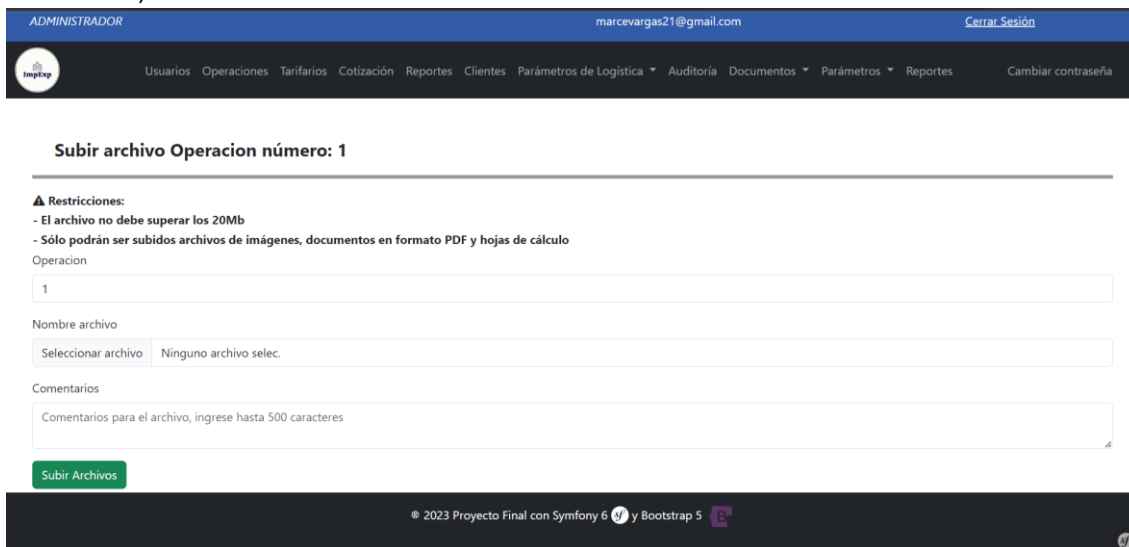 ADMINISTRADOR marcevargas21@gmail.com Cerrar Sesión
ImpExp Usuarios Operaciones Tarifarios Cotización Reportes Clientes Parámetros de Logística Auditoría Documentos Parámetros Reportes Cambiar contraseña
Subir archivo Operacion número: 1
Restricciones:
- El archivo no debe superar los 20Mb
- Sólo podrán ser subidos archivos de imágenes, documentos en formato PDF y hojas de cálculo
Operacion
1
Nombre archivo
Seleccionar archivo Ninguno archivo selec.
Comentarios
Comentarios para el archivo, ingrese hasta 500 caracteres
Subir Archivos
© 2023 Proyecto Final con Symfony 6 sf y Bootstrap 5 B
sf